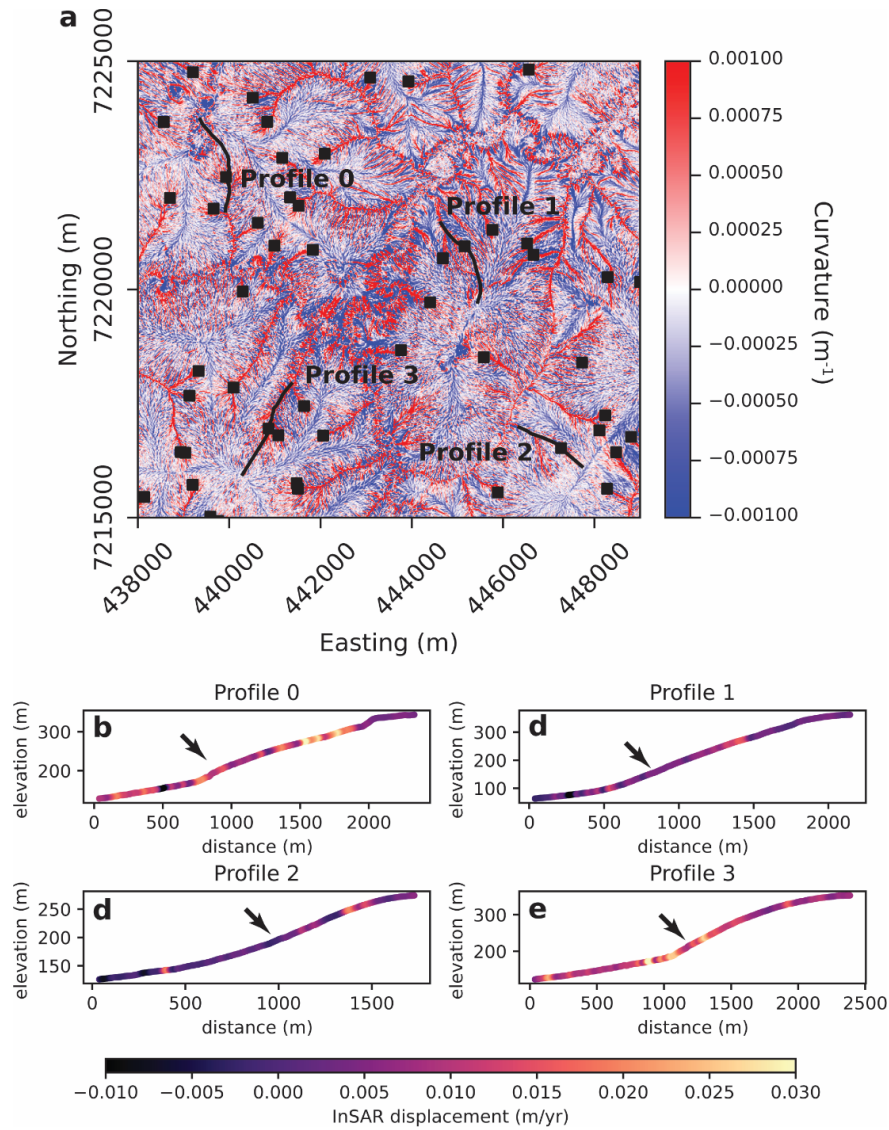 a
7225000
7220000
7215000
Northing (m)
Profile 0
Profile 1
Profile 3
Profile 2
438000
440000
442000
444000
446000
448000
Easting (m)
0.00100
0.00075
0.00050
0.00025
0.00000
−0.00025
−0.00050
−0.00075
−0.00100
Curvature (m-1)
Profile 0
b
elevation (m)
300
200
0 500 1000 1500 2000
distance (m)
Profile 1
d
elevation (m)
300
200
100
0 500 1000 1500 2000
distance (m)
Profile 2
d
elevation (m)
250
200
150
0 500 1000 1500
distance (m)
Profile 3
e
elevation (m)
300
200
0 500 1000 1500 2000 2500
distance (m)
−0.010 −0.005 0.000 0.005 0.010 0.015 0.020 0.025 0.030
InSAR displacement (m/yr)